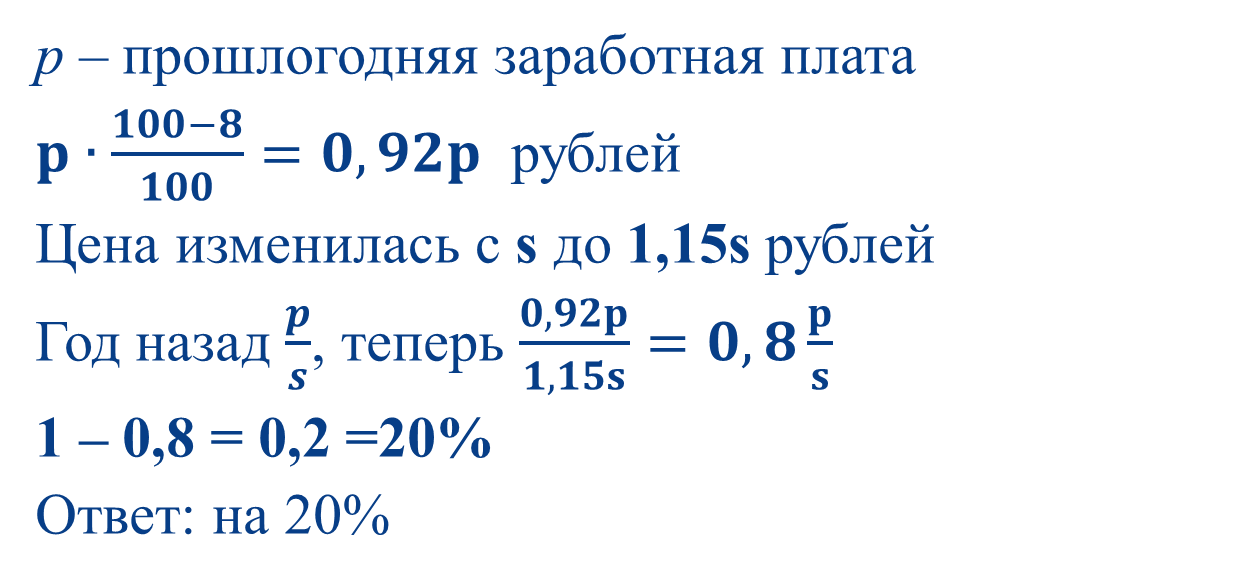 p – прошлогодняя заработная плата
p · (100−8)/100 = 0,92p рублей
Цена изменилась с s до 1,15s рублей
Год назад p/s, теперь 0,92p/1,15s = 0,8 p/s
1 – 0,8 = 0,2 =20%
Ответ: на 20%